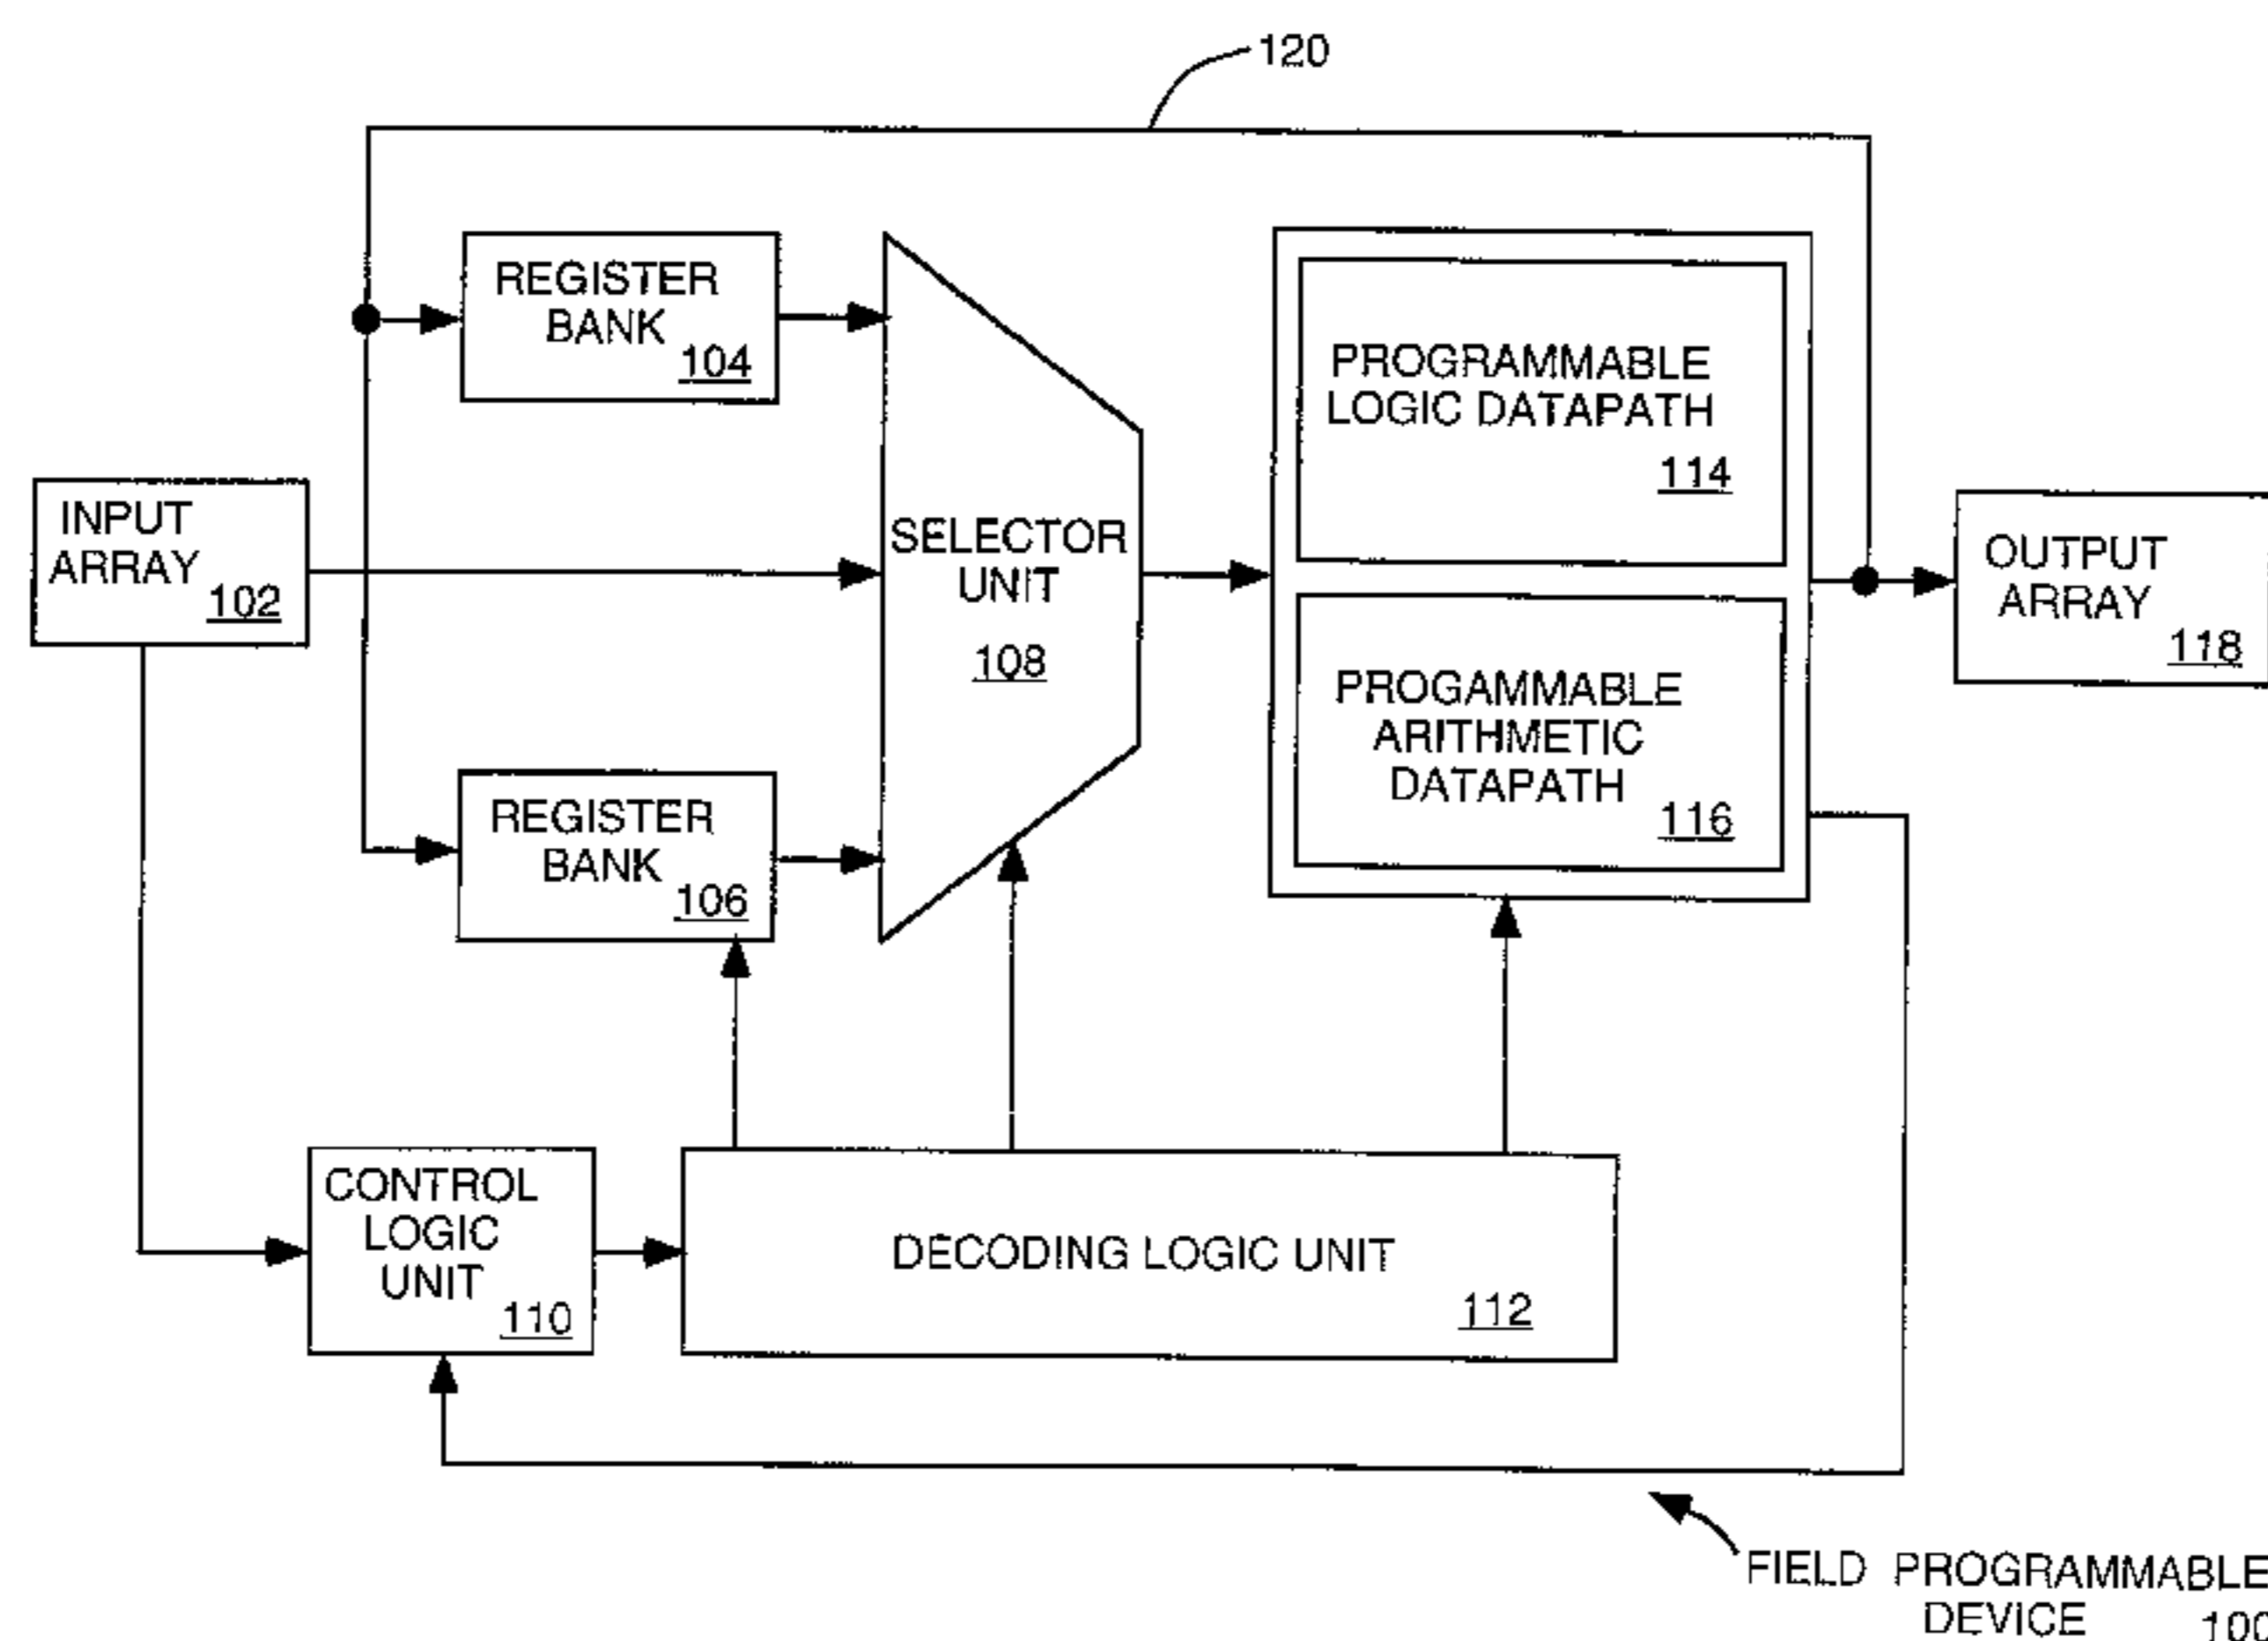 120
REGISTER
BANK
104
PROGRAMMABLE
LOGIC DATAPATH
114
INPUT
ARRAY
102
SELECTOR
UNIT
108
OUTPUT
ARRAY
118
PROGAMMABLE
ARITHMETIC
DATAPATH
116
REGISTER
BANK
106
CONTROL
LOGIC
UNIT
110
DECODING LOGIC UNIT
112
FIELD PROGRAMMABLE
DEVICE 100